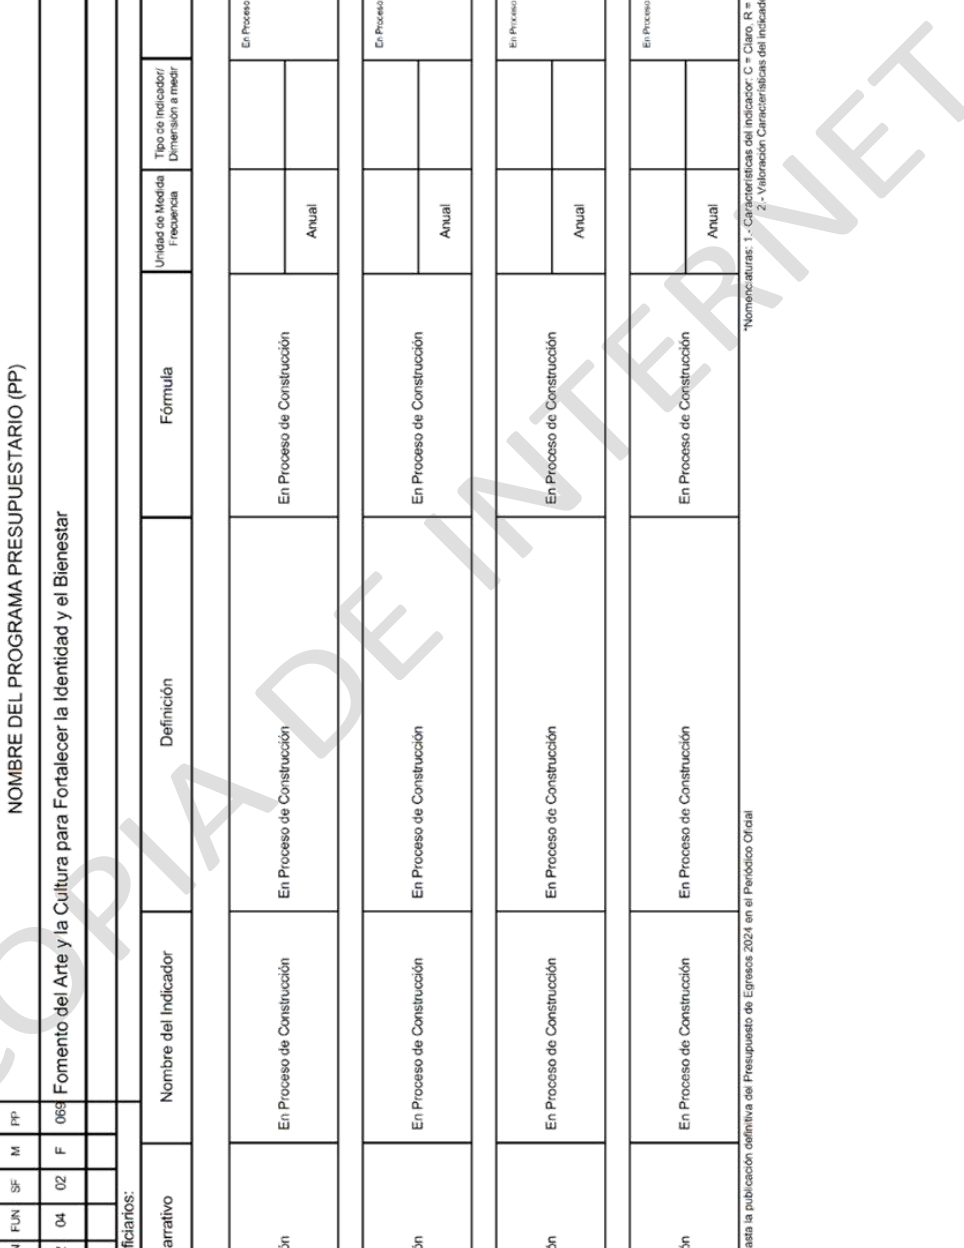 NOMBRE DEL PROGRAMA PRESUPUESTARIO (PP)
FUN SF M PP
04 02 F 069 Fomento del Arte y la Cultura para Fortalecer la Identidad y el Bienestar
ficiarios:
arrativo
Nombre del Indicador
Definición
Fórmula
Unidad de Medida
Frecuencia
Tipo de Indicador/
Dimensión a medir
ón
En Proceso de Construcción
En Proceso de Construcción
En Proceso de Construcción
Anual
En Proceso
ón
En Proceso de Construcción
En Proceso de Construcción
En Proceso de Construcción
Anual
En Proceso
ón
En Proceso de Construcción
En Proceso de Construcción
En Proceso de Construcción
Anual
En Proceso
ón
En Proceso de Construcción
En Proceso de Construcción
En Proceso de Construcción
Anual
En Proceso
asta la publicación definitiva del Presupuesto de Egresos 2024 en el Periódico Oficial
*Nomenclaturas: 1.- Características del indicador: C = Claro, R =
2.- Valoración Características del indicad
COPIA DE INTERNET